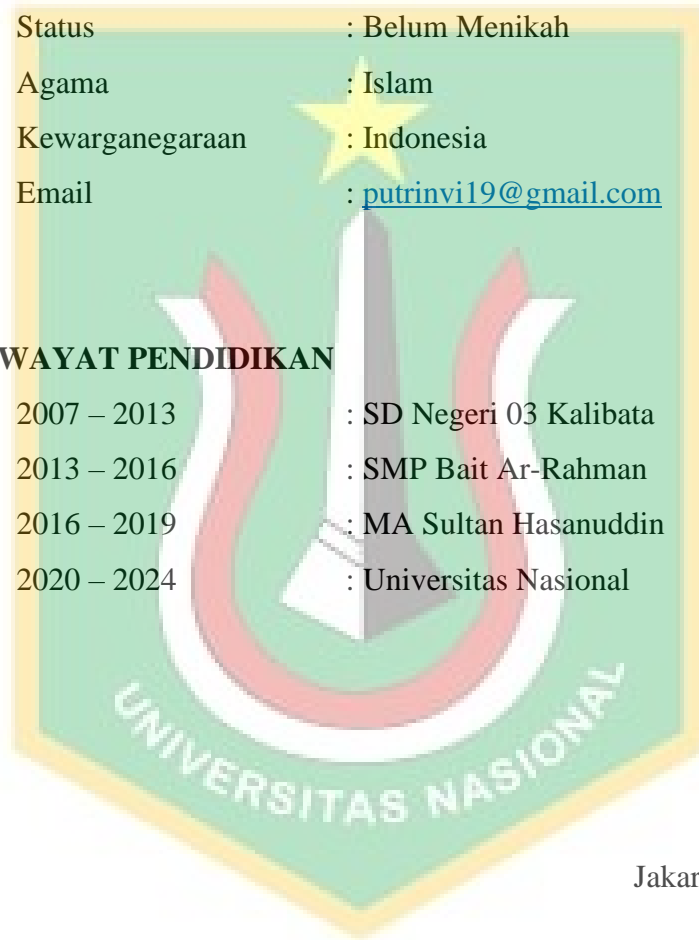 Status : Belum Menikah
Agama : Islam
Kewarganegaraan : Indonesia
Email : putrinvi19@gmail.com
WAYAT PENDIDIKAN
2007 – 2013 : SD Negeri 03 Kalibata
2013 – 2016 : SMP Bait Ar-Rahman
2016 – 2019 : MA Sultan Hasanuddin
2020 – 2024 : Universitas Nasional
UNIVERSITAS NASIONAL
Jakar